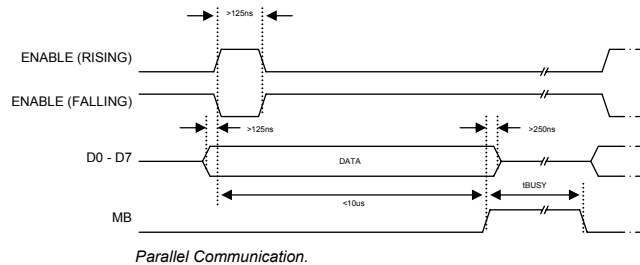 >125ns
ENABLE (RISING)
ENABLE (FALLING)
>125ns
>250ns
D0 - D7
DATA
<10us
tBUSY
MB
Parallel Communication.